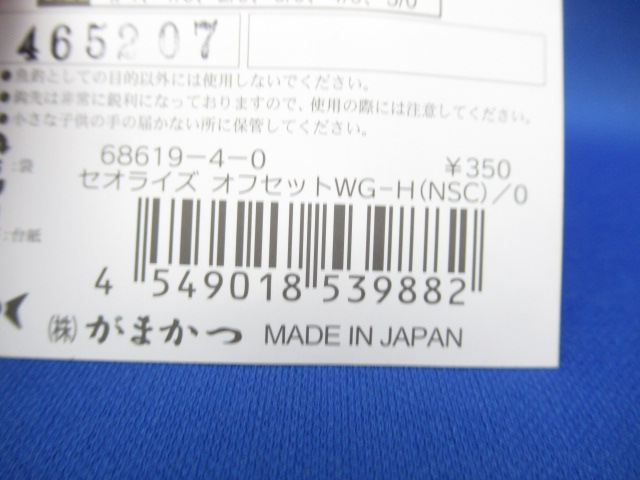 465207
●魚釣としての目的以外には使用しないでください。
●鈎先は非常に鋭利になっておりますので、使用の際には注意してください。
●小さな子供の手の届かない所に保管してください。
:袋 68619-4-0 ¥350
セオライズ オフセットWG-H(NSC)/0
:台紙
4 549018 539882
(株)がまかつ MADE IN JAPAN